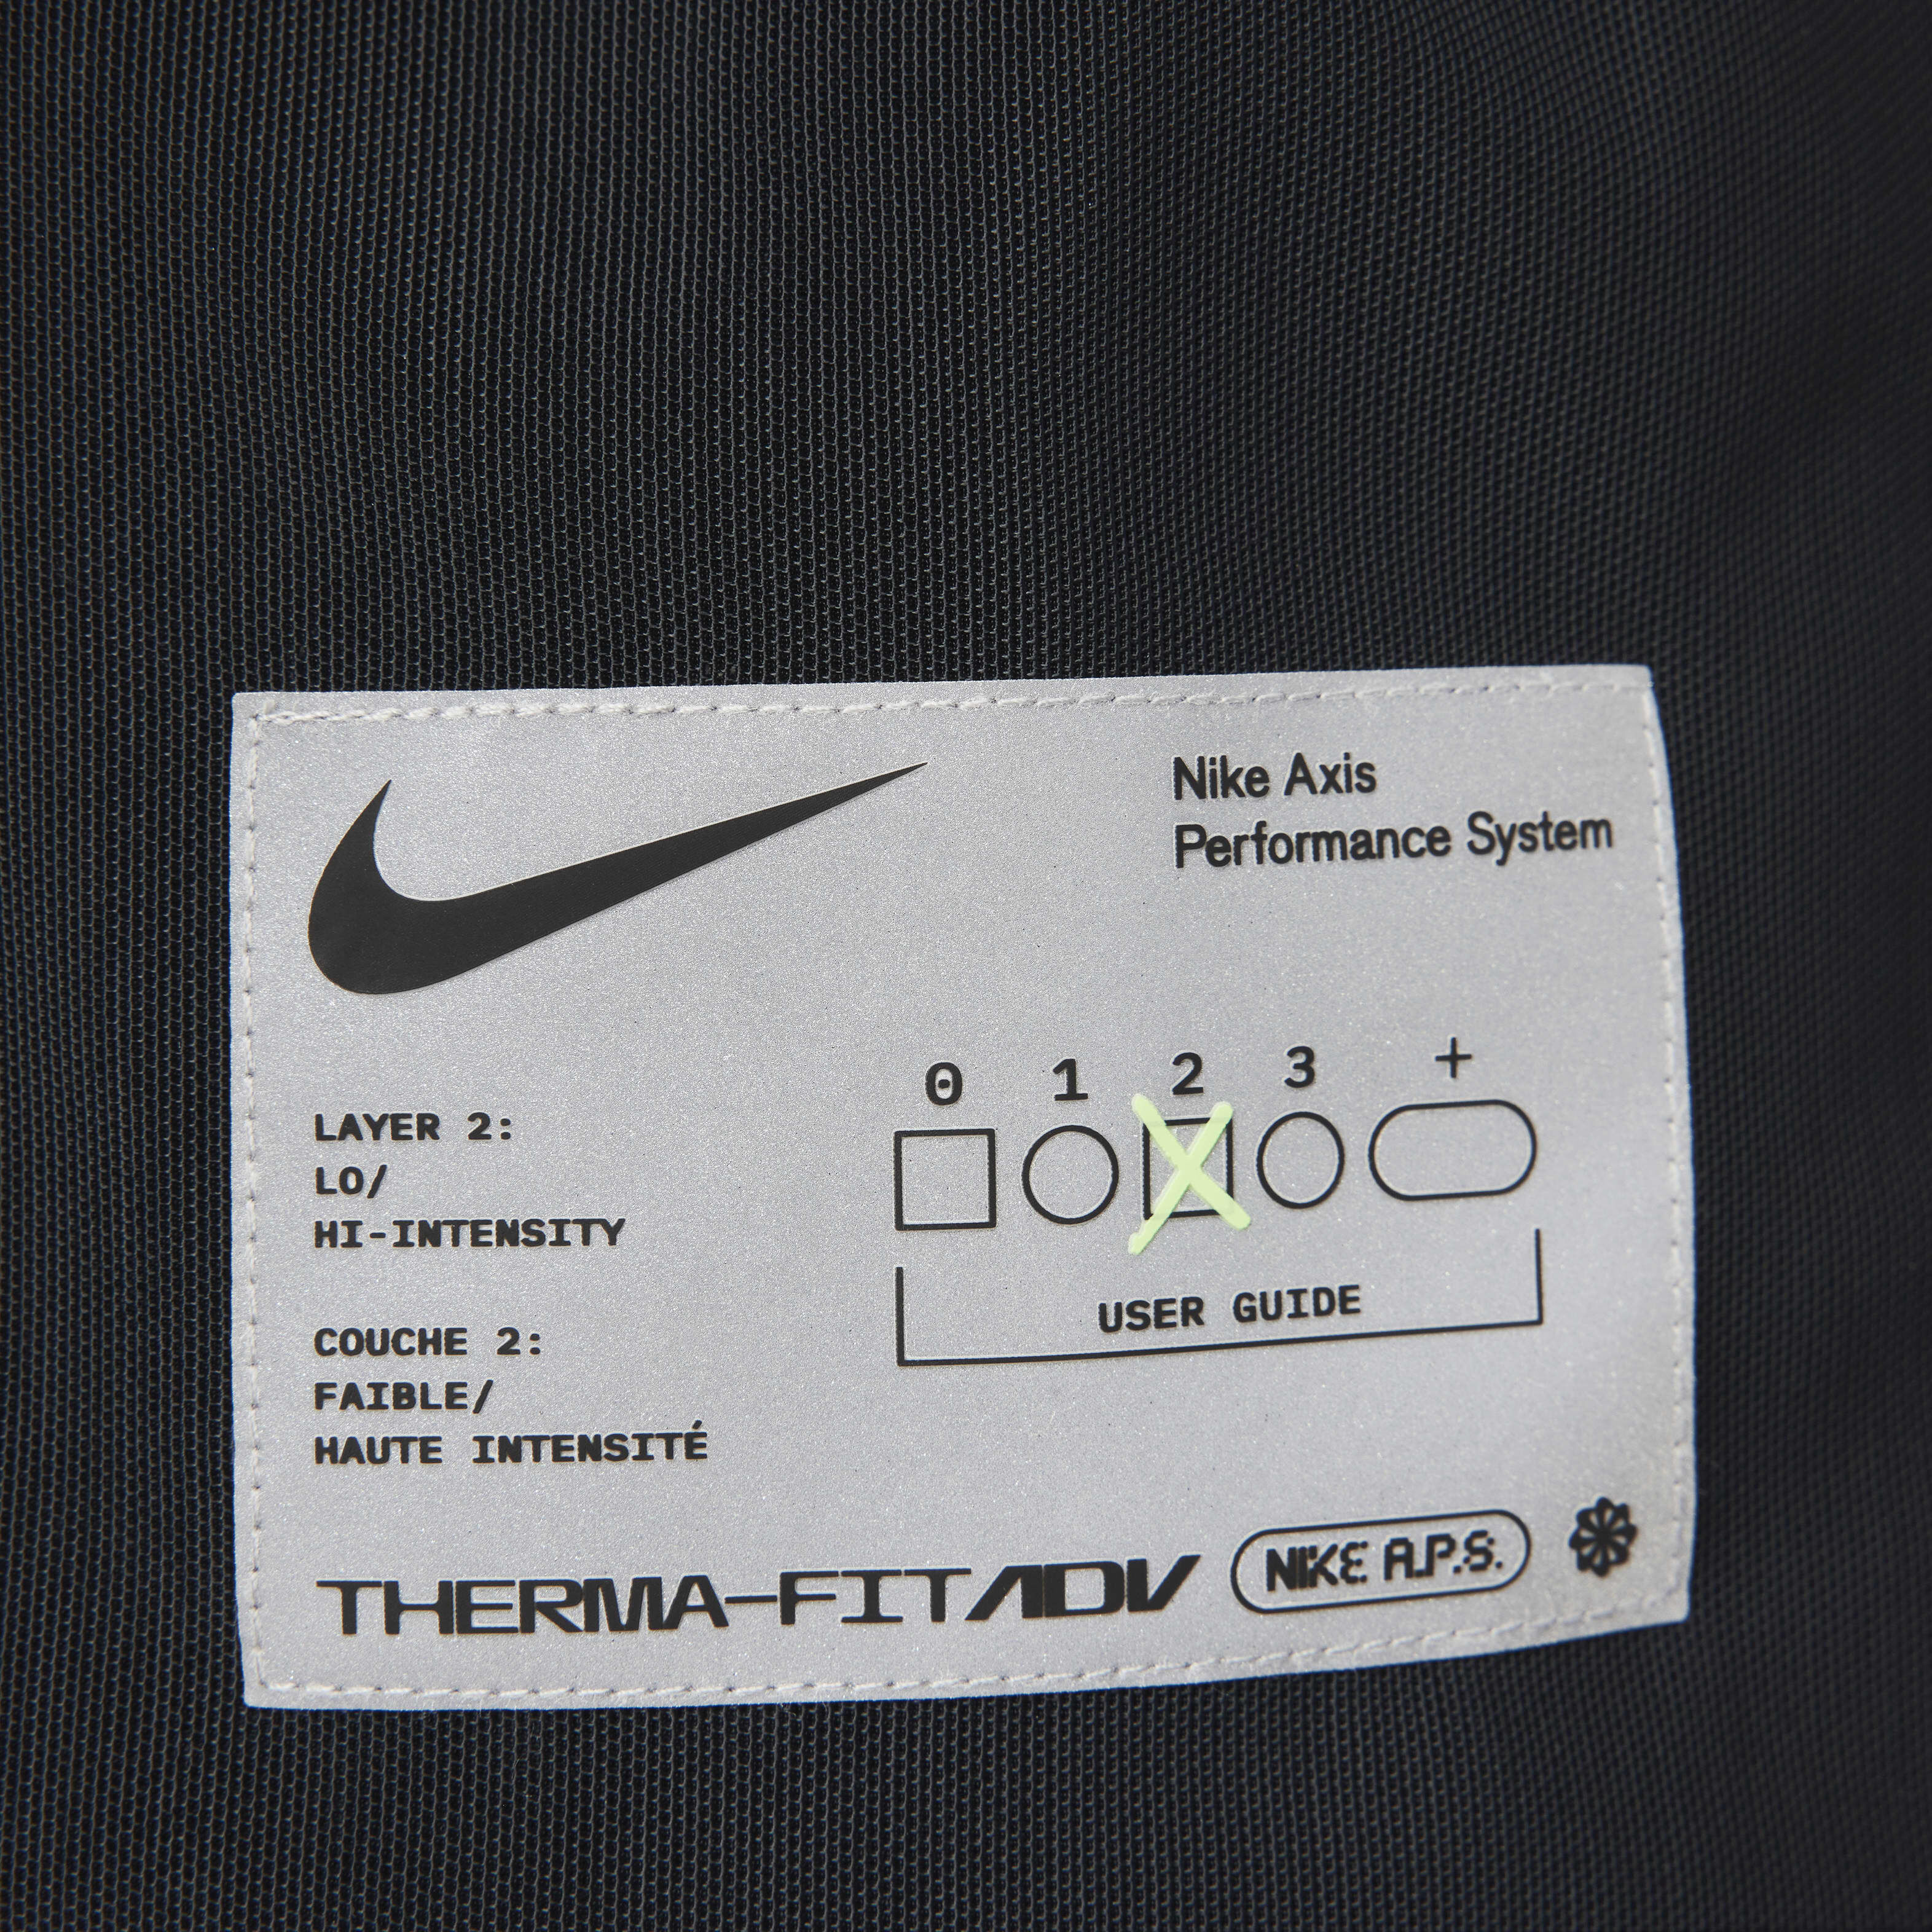 Nike Axis
Performance System
0 1 2 3 +
USER GUIDE
LAYER 2:
LO/
HI-INTENSITY
COUCHE 2:
FAIBLE/
HAUTE INTENSITÉ
THERMA-FIT ADV NIKE A.P.S.